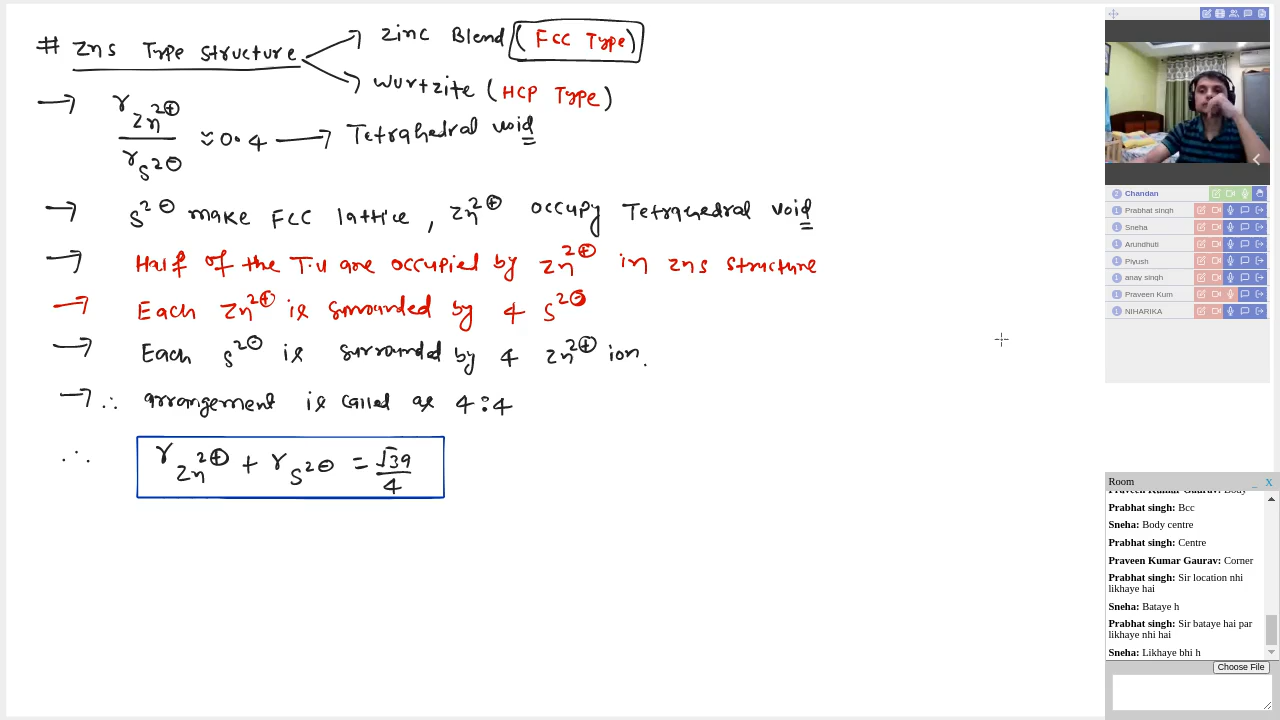 # ZnS Type Structure
Zinc Blend (FCC Type)
Wurtzite (HCP Type)
→ r Zn²⊕ / r S²⊖ ≈ 0.4 → Tetrahedral void
→ S²⊖ make FCC lattice, Zn²⊕ occupy Tetrahedral void
→ Half of the T.V are occupied by Zn²⊕ in ZnS structure
→ Each Zn²⊕ is surrounded by 4 S²⊖
→ Each S²⊖ is surrounded by 4 Zn²⊕ ion.
→ ∴ arrangement is called as 4:4
∴ r Zn²⊕ + r S²⊖ = √3a / 4
Chandan
Prabhat singh
Sneha
Arundhuti
Piyush
anay singh
Praveen Kum
NIHARIKA
Room _ X
Praveen Kumar Gaurav: Body
Prabhat singh: Bcc
Sneha: Body centre
Prabhat singh: Centre
Praveen Kumar Gaurav: Corner
Prabhat singh: Sir location nhi
likhaye hai
Sneha: Bataye h
Prabhat singh: Sir bataye hai par
likhaye nhi hai
Sneha: Likhaye bhi h
Choose File